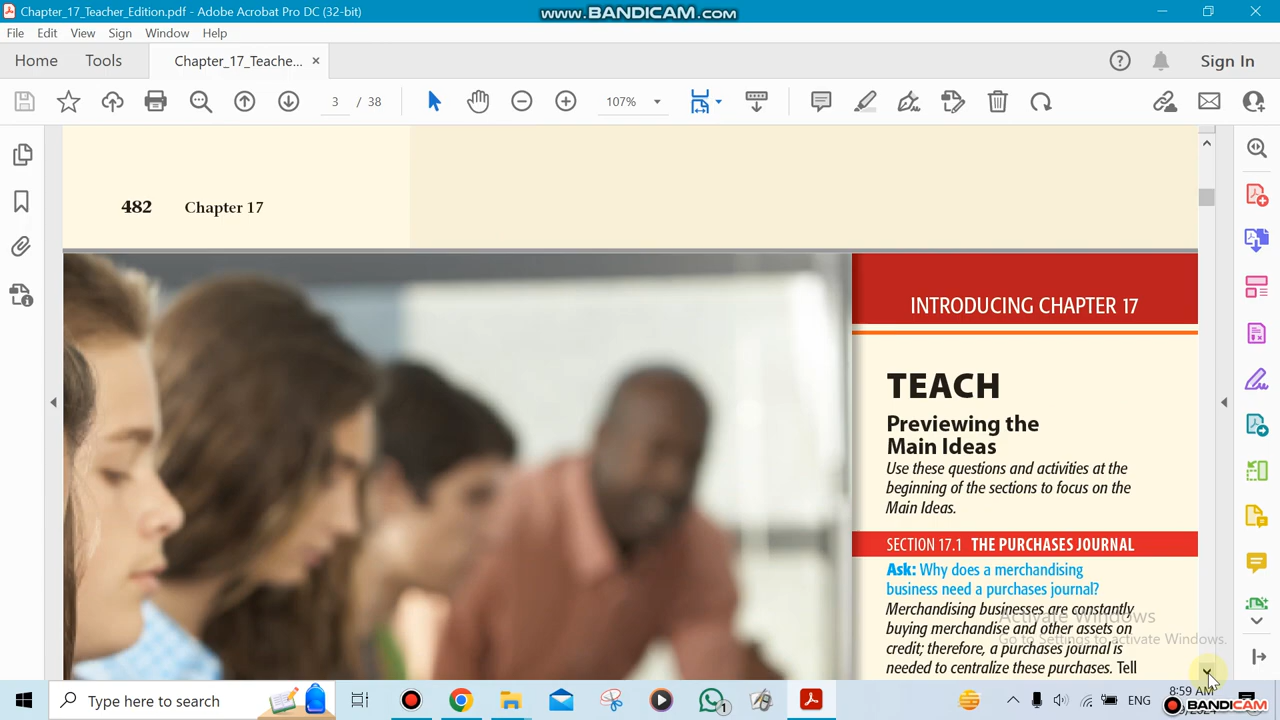 Chapter_17_Teacher_Edition.pdf - Adobe Acrobat Pro DC (32-bit)
www.BANDICAM.com
File Edit View Sign Window Help
Home Tools Chapter_17_Teache... × Sign In
3 / 38 107%
482 Chapter 17
INTRODUCING CHAPTER 17
TEACH
Previewing the
Main Ideas
Use these questions and activities at the
beginning of the sections to focus on the
Main Ideas.
SECTION 17.1 THE PURCHASES JOURNAL
Ask: Why does a merchandising
business need a purchases journal?
Merchandising businesses are constantly
buying merchandise and other assets on
credit; therefore, a purchases journal is
needed to centralize these purchases. Tell
Activate Windows
Go to Settings to activate Windows.
Type here to search
1
ENG
8:59 AM
BANDICAM